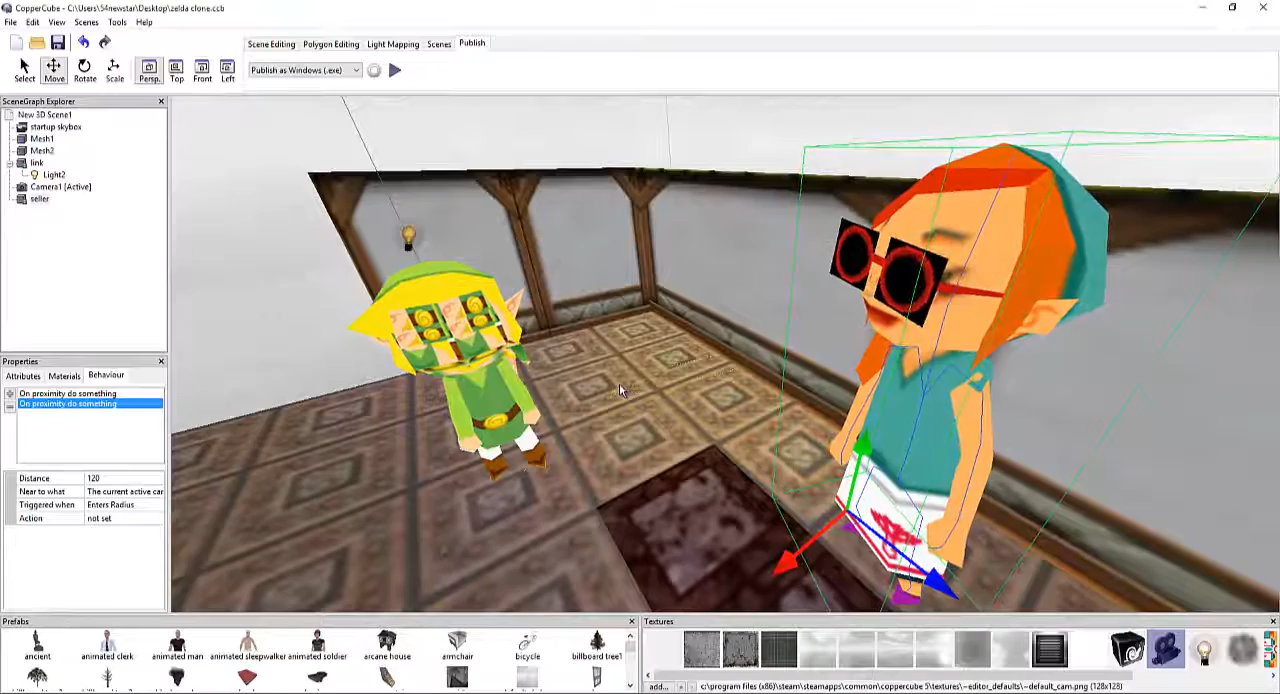 CopperCube - C:\Users\54newstar\Desktop\zelda clone.ccb
File Edit View Scenes Tools Help
Scene Editing Polygon Editing Light Mapping Scenes Publish
Select Move Rotate Scale Persp. Top Front Left
Publish as Windows (.exe)
SceneGraph Explorer
New 3D Scene1
startup skybox
Mesh1
Mesh2
link
Light2
Camera1 [Active]
seller
Properties
Attributes Materials Behaviour
On proximity do something
On proximity do something
Distance 120
Near to what The current active car
Triggered when Enters Radius
Action not set
Prefabs
ancient animated clerk animated man animated sleepwalker animated sold arcane house armchair bicycle billboard tree1
Textures
add... + - c:\program files (x86)\steam\steamapps\common\coppercube 5\textures\~editor_defaults\~default_cam.png (128x128)